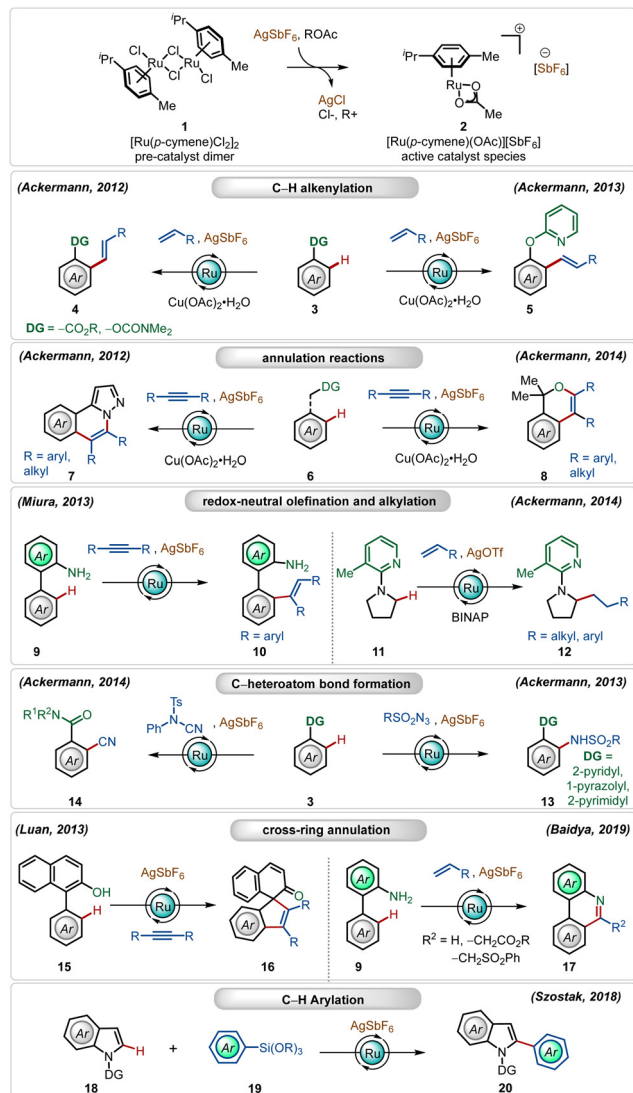 iPr
AgSbF6, ROAc
iPr
⊕
⊖
Cl
Cl
Ru
Ru
Cl
Cl
Me
Me
[SbF6]
Ru
O
O
Me
AgCl
Cl-, R+
iPr
Me
1
2
[Ru(p-cymene)Cl2]2
pre-catalyst dimer
[Ru(p-cymene)(OAc)][SbF6]
active catalyst species
(Ackermann, 2012)
C–H alkenylation
(Ackermann, 2013)
DG
R
R, AgSbF6
DG
R, AgSbF6
N
O
H
Ar
Ru
Ar
Ru
Ar
R
Cu(OAc)2•H2O
Cu(OAc)2•H2O
4
3
5
DG = –CO2R, –OCONMe2
(Ackermann, 2012)
annulation reactions
(Ackermann, 2014)
N
N
R R, AgSbF6
DG
R R, AgSbF6
Me
Me
O
R
R
Ar
Ru
H
Ar
Ru
Ar
R = aryl,
alkyl
R
R
Cu(OAc)2•H2O
Cu(OAc)2•H2O
R = aryl,
alkyl
7
6
8
(Miura, 2013)
redox-neutral olefination and alkylation
(Ackermann, 2014)
Ar
NH2
H
Ar
R R, AgSbF6
Ru
Ar
NH2
R
R
Ar
R = aryl
Me
N
N
H
R, AgOTf
Ru
BINAP
Me
N
N
R
R = alkyl, aryl
9
10
11
12
(Ackermann, 2014)
C–heteroatom bond formation
(Ackermann, 2013)
R1R2N
O
CN
Ar
Ts
N
Ph
CN, AgSbF6
Ru
DG
H
Ar
RSO2N3, AgSbF6
Ru
DG
NHSO2R
Ar
DG =
2-pyridyl,
1-pyrazolyl,
2-pyrimidyl
14
3
13
(Luan, 2013)
cross-ring annulation
(Baidya, 2019)
OH
H
Ar
AgSbF6
Ru
R R
O
R
R
Ar
Ar
NH2
H
Ar
R, AgSbF6
Ru
R2 = H, –CH2CO2R
–CH2SO2Ph
Ar
N
R2
Ar
15
16
9
17
C–H Arylation
(Szostak, 2018)
Ar
H
N
DG
+
Ar
Si(OR)3
AgSbF6
Ru
Ar
N
DG
Ar
18
19
20